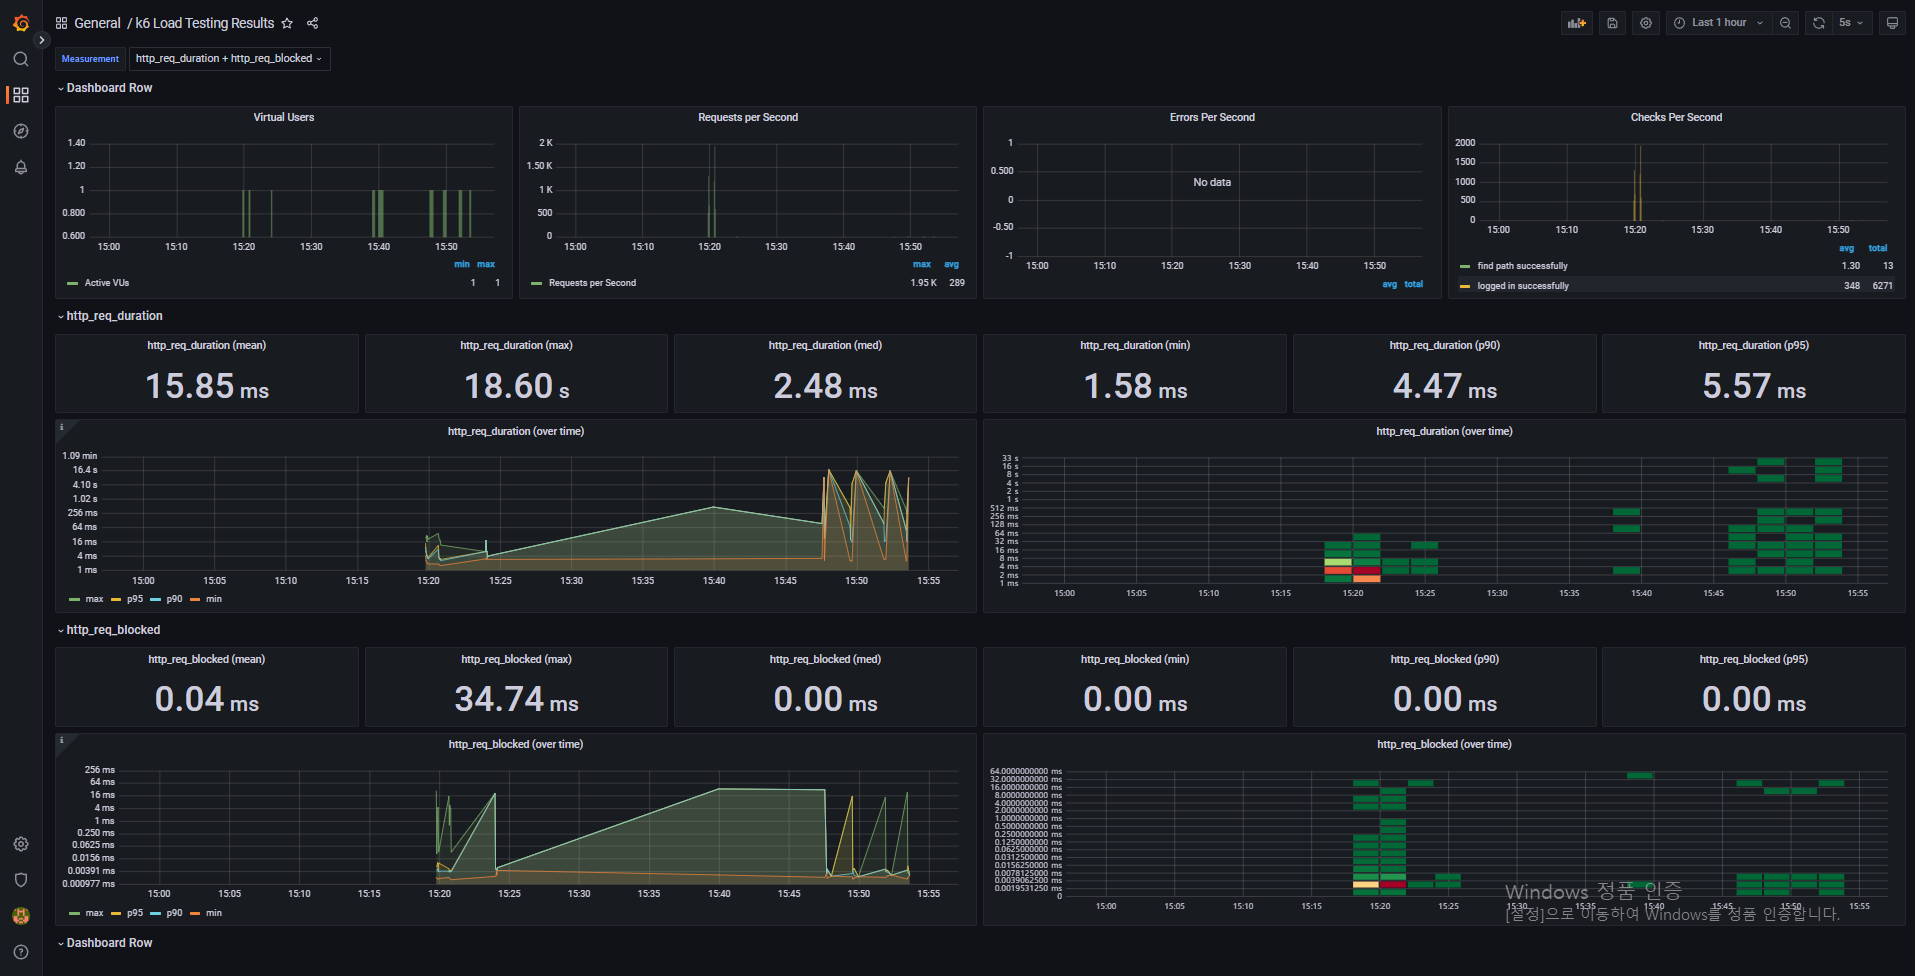 General / k6 Load Testing Results
Last 1 hour
5s
Measurement
http_req_duration + http_req_blocked
Dashboard Row
Virtual Users
1.40
1.20
1
0.800
0.600
15:00 15:10 15:20 15:30 15:40 15:50
min max
Active VUs 1 1
Requests per Second
2 K
1.50 K
1 K
500
0
15:00 15:10 15:20 15:30 15:40 15:50
max avg
Requests per Second 1.95 K 289
Errors Per Second
1
0.500
0
-0.50
-1
No data
15:00 15:10 15:20 15:30 15:40 15:50
avg total
Checks Per Second
2000
1500
1000
500
0
15:00 15:10 15:20 15:30 15:40 15:50
avg total
find path successfully 1.30 13
logged in successfully 348 6271
http_req_duration
http_req_duration (mean)
15.85 ms
http_req_duration (max)
18.60 s
http_req_duration (med)
2.48 ms
http_req_duration (min)
1.58 ms
http_req_duration (p90)
4.47 ms
http_req_duration (p95)
5.57 ms
http_req_duration (over time)
1.09 min
16.4 s
4.10 s
1.02 s
256 ms
64 ms
16 ms
4 ms
1 ms
15:00 15:05 15:10 15:15 15:20 15:25 15:30 15:35 15:40 15:45 15:50 15:55
max p95 p90 min
http_req_duration (over time)
33 s
16 s
8 s
4 s
2 s
1 s
512 ms
256 ms
128 ms
64 ms
32 ms
16 ms
8 ms
4 ms
2 ms
1 ms
15:00 15:05 15:10 15:15 15:20 15:25 15:30 15:35 15:40 15:45 15:50 15:55
http_req_blocked
http_req_blocked (mean)
0.04 ms
http_req_blocked (max)
34.74 ms
http_req_blocked (med)
0.00 ms
http_req_blocked (min)
0.00 ms
http_req_blocked (p90)
0.00 ms
http_req_blocked (p95)
0.00 ms
http_req_blocked (over time)
256 ms
64 ms
16 ms
4 ms
1 ms
0.250 ms
0.0625 ms
0.0156 ms
0.00391 ms
0.000977 ms
15:00 15:05 15:10 15:15 15:20 15:25 15:30 15:35 15:40 15:45 15:50 15:55
max p95 p90 min
http_req_blocked (over time)
64.0000000000 ms
32.0000000000 ms
16.0000000000 ms
8.0000000000 ms
4.0000000000 ms
2.0000000000 ms
1.0000000000 ms
0.5000000000 ms
0.2500000000 ms
0.1250000000 ms
0.0625000000 ms
0.0312500000 ms
0.0156250000 ms
0.0078125000 ms
0.0039062500 ms
0.0019531250 ms
0
15:00 15:05 15:10 15:15 15:20 15:25 15:30 15:35 15:40 15:45 15:50 15:55
Windows 정품 인증
[설정]으로 이동하여 Windows를 정품 인증합니다.
Dashboard Row